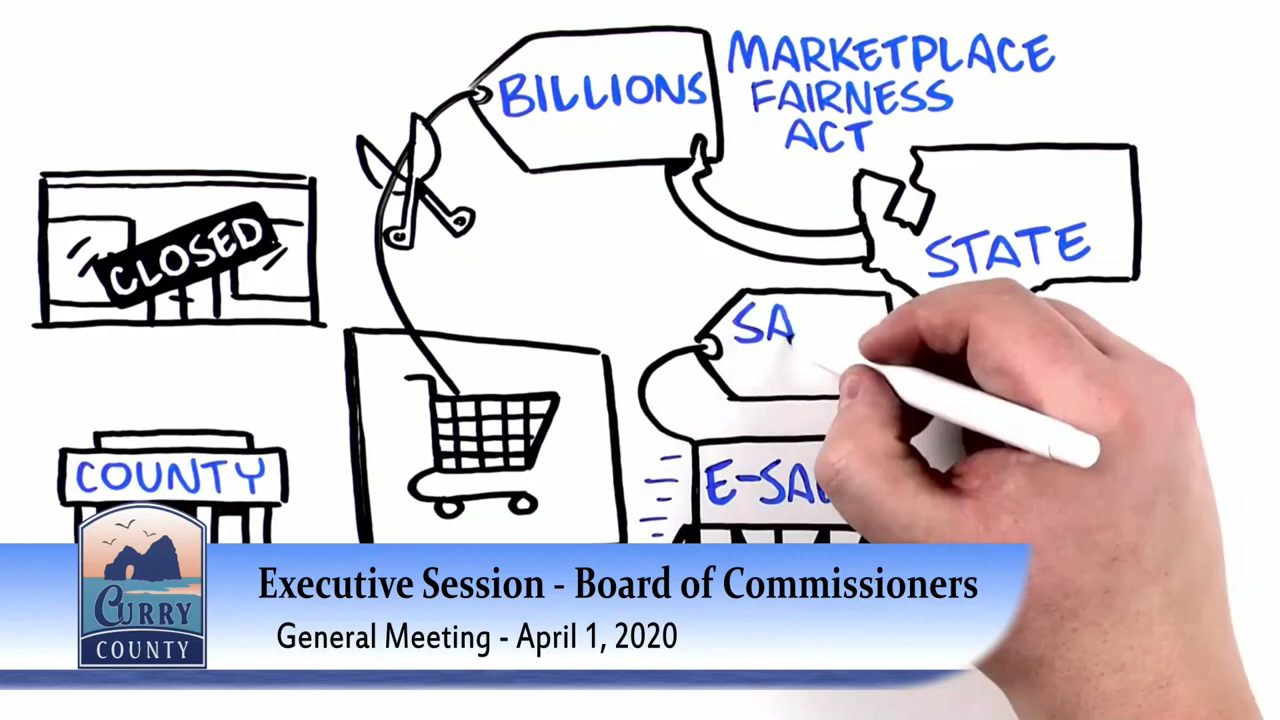 BILLIONS
MARKETPLACE
FAIRNESS
ACT
CLOSED
STATE
SA
COUNTY
Executive Session - Board of Commissioners
General Meeting - April 1, 2020
CURRY
COUNTY